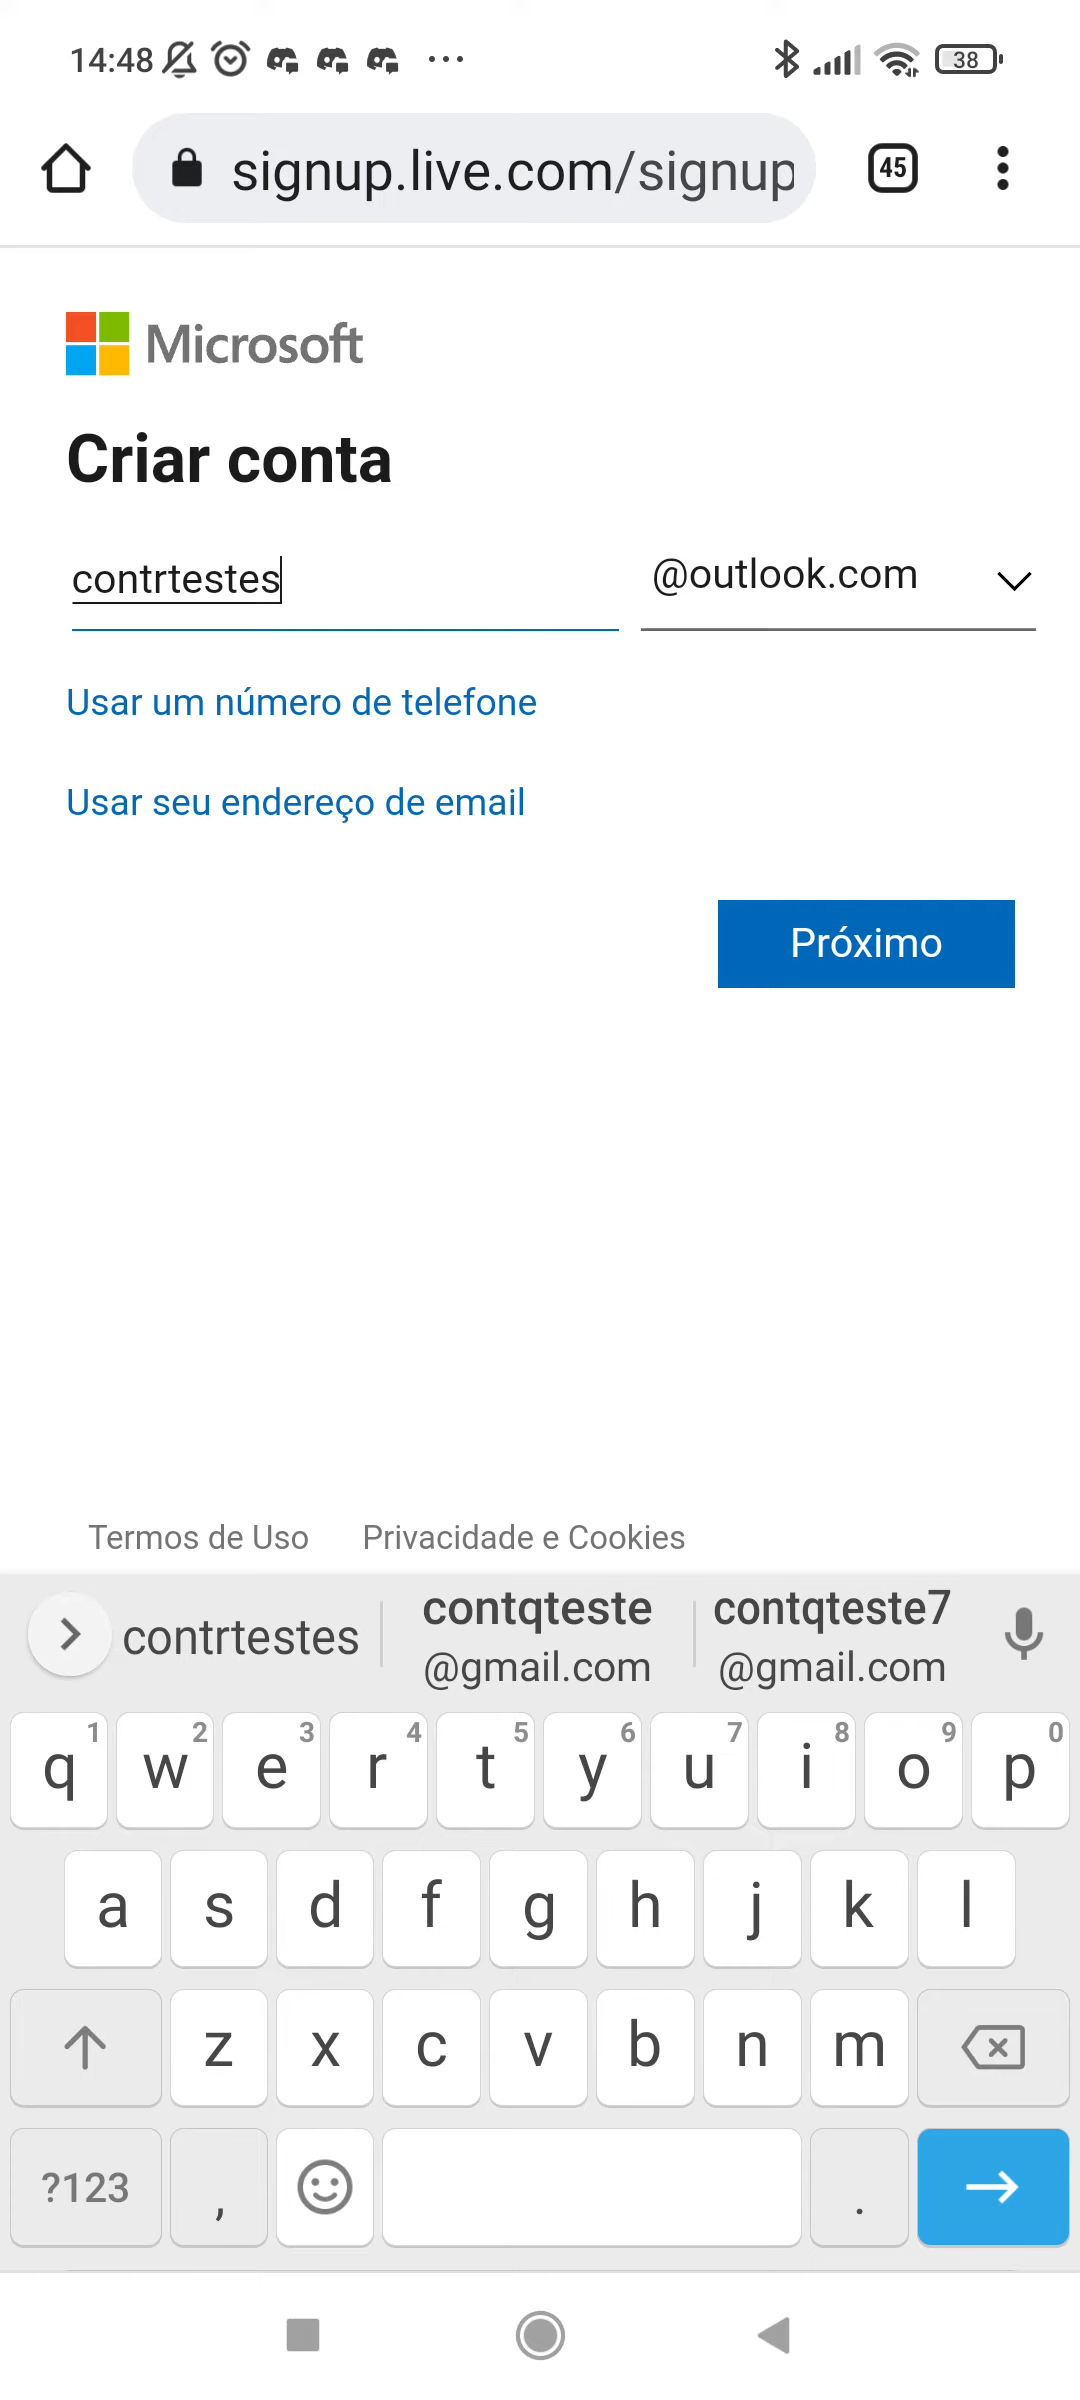 14:48 ... 38
signup.live.com/signup 45
Microsoft
Criar conta
contrtestes @outlook.com
Usar um número de telefone
Usar seu endereço de email
Próximo
Termos de Uso Privacidade e Cookies
contrtestes contqteste contqteste7
@gmail.com @gmail.com
1 2 3 4 5 6 7 8 9 0
q w e r t y u i o p
a s d f g h j k l
z x c v b n m
?123 , .